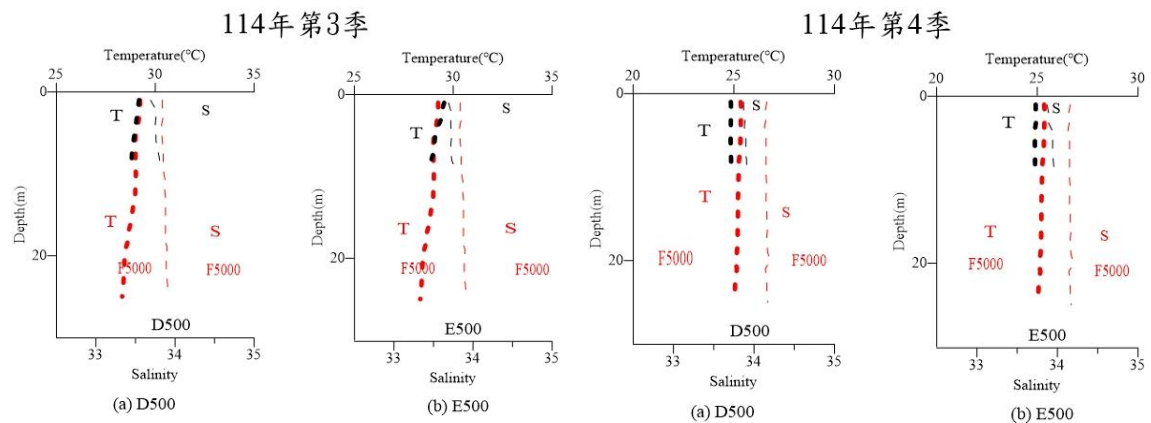 114年第3季
114年第4季
Temperature(℃)
25 30 35
0
T S
Depth(m)
T S
20
F5000 F5000
D500
33 34 35
Salinity
(a) D500
Temperature(℃)
25 30 35
0
T S
Depth(m)
T S
20
F5000 F5000
E500
33 34 35
Salinity
(b) E500
Temperature(℃)
20 25 30
0
T S
Depth(m)
T S
20
F5000 F5000
D500
33 34 35
Salinity
(a) D500
Temperature(℃)
20 25 30
0
T S
Depth(m)
T S
20
F5000 F5000
E500
33 34 35
Salinity
(b) E500